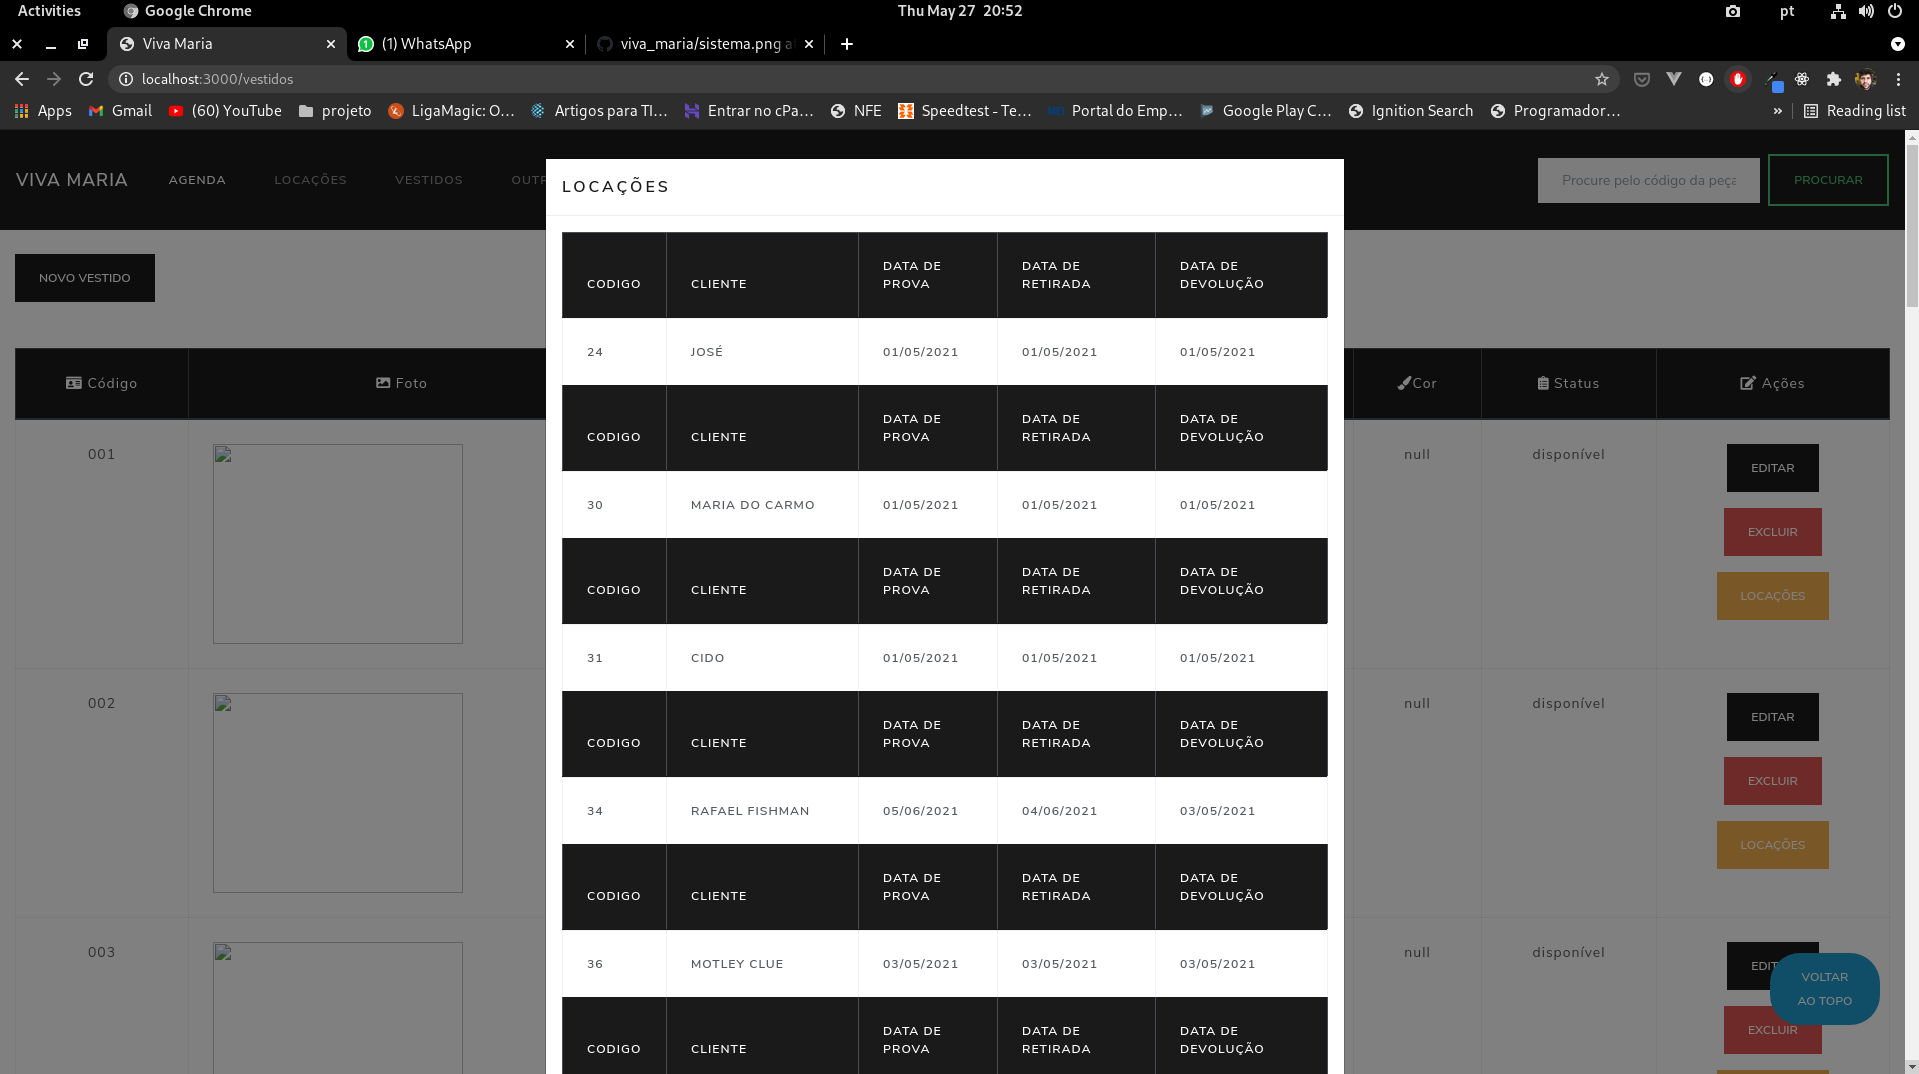 Activities
Google Chrome
Thu May 27 20:52
pt
Viva Maria
(1) WhatsApp
viva_maria/sistema.png a
localhost:3000/vestidos
Apps
Gmail
(60) YouTube
projeto
LigaMagic: O…
Artigos para TI…
Entrar no cPa…
NFE
Speedtest - Te…
Portal do Emp…
Google Play C…
Ignition Search
Programador…
»
Reading list
VIVA MARIA
AGENDA
LOCAÇÕES
VESTIDOS
OUTR
Procure pelo código da peça
PROCURAR
NOVO VESTIDO
LOCAÇÕES
CODIGO CLIENTE DATA DE PROVA DATA DE RETIRADA DATA DE DEVOLUÇÃO
24 JOSÉ 01/05/2021 01/05/2021 01/05/2021
CODIGO CLIENTE DATA DE PROVA DATA DE RETIRADA DATA DE DEVOLUÇÃO
30 MARIA DO CARMO 01/05/2021 01/05/2021 01/05/2021
CODIGO CLIENTE DATA DE PROVA DATA DE RETIRADA DATA DE DEVOLUÇÃO
31 CIDO 01/05/2021 01/05/2021 01/05/2021
CODIGO CLIENTE DATA DE PROVA DATA DE RETIRADA DATA DE DEVOLUÇÃO
34 RAFAEL FISHMAN 05/06/2021 04/06/2021 03/05/2021
CODIGO CLIENTE DATA DE PROVA DATA DE RETIRADA DATA DE DEVOLUÇÃO
36 MOTLEY CLUE 03/05/2021 03/05/2021 03/05/2021
CODIGO CLIENTE DATA DE PROVA DATA DE RETIRADA DATA DE DEVOLUÇÃO
Código Foto Cor Status Ações
001 null disponível
EDITAR
EXCLUIR
LOCAÇÕES
002 null disponível
EDITAR
EXCLUIR
LOCAÇÕES
003 null disponível
EDIT
EXCLUIR
VOLTAR
AO TOPO